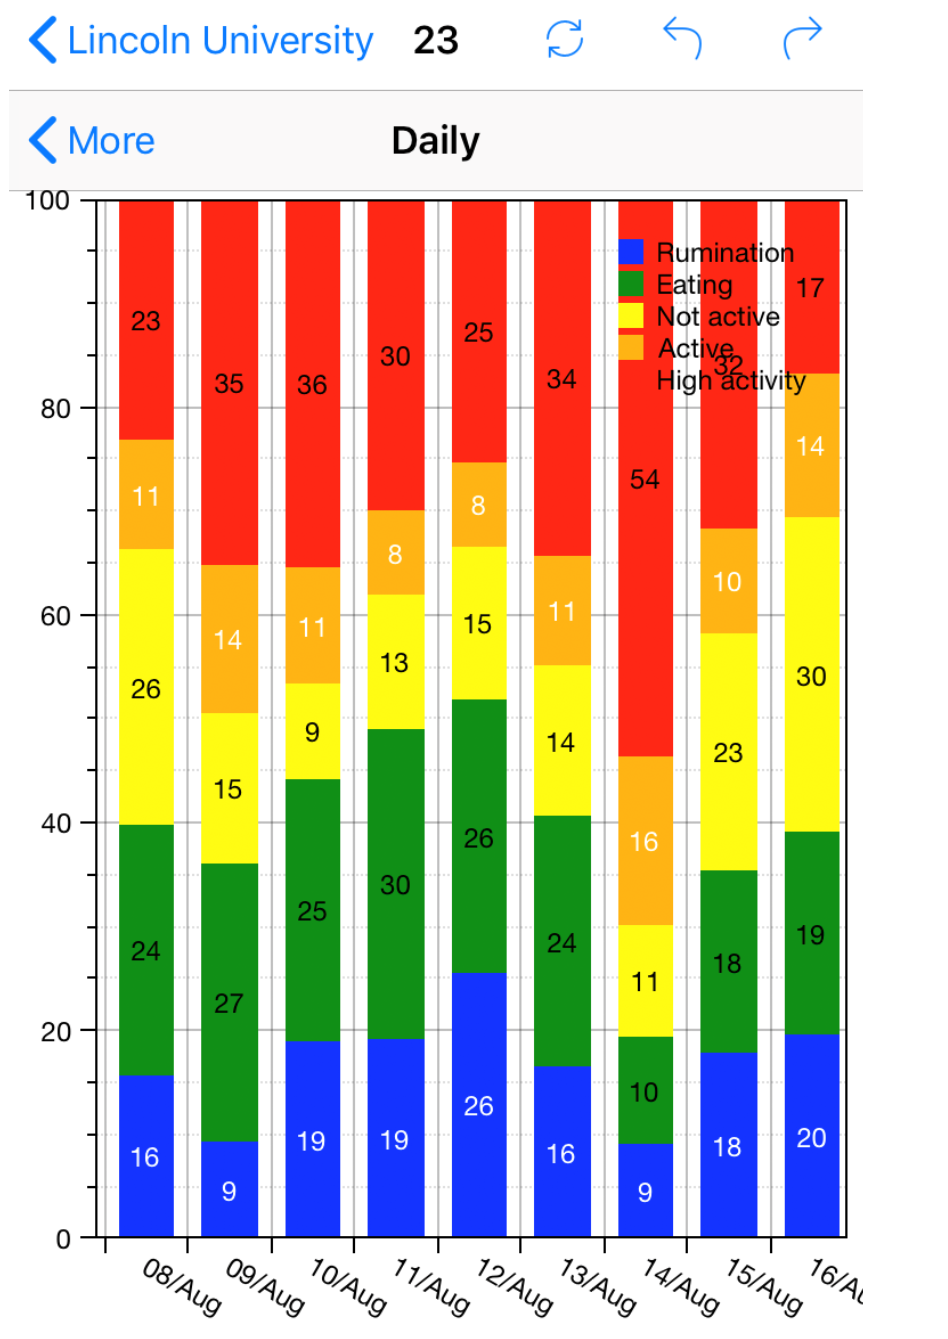 Lincoln University 23
More Daily
100
80
60
40
20
0
Rumination
Eating
Not active
Active
High activity
23 35 36 30 25 34 54 32 17
11 14 11 8 8 11 16 10 14
26 15 9 13 15 14 11 23 30
24 27 25 30 26 24 10 18 19
16 9 19 19 26 16 9 18 20
08/Aug 09/Aug 10/Aug 11/Aug 12/Aug 13/Aug 14/Aug 15/Aug 16/Au